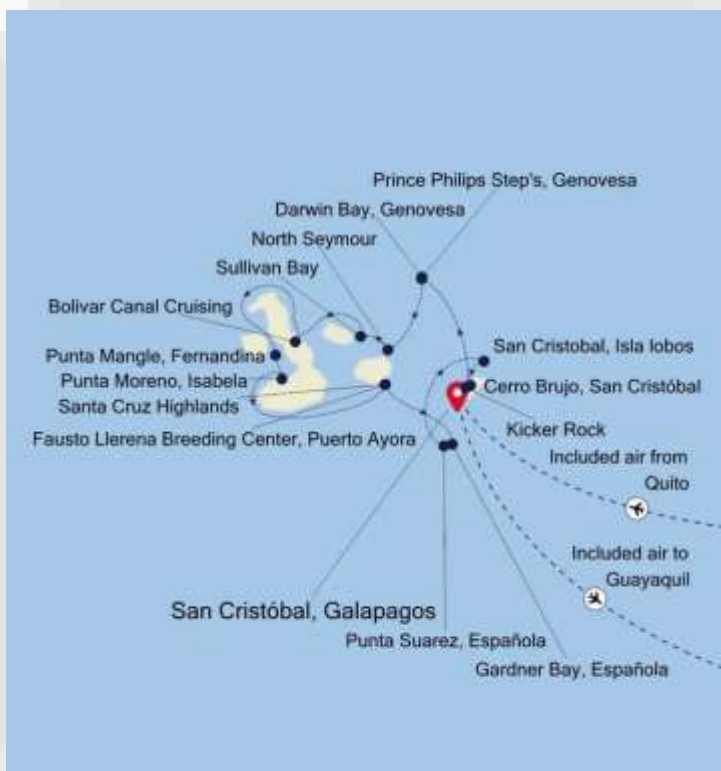 Prince Philips Step's, Genovesa
Darwin Bay, Genovesa
North Seymour
Sullivan Bay
Bolivar Canal Cruising
San Cristobal, Isla lobos
Punta Mangle, Fernandina
Punta Moreno, Isabela
Cerro Brujo, San Cristóbal
Santa Cruz Highlands
Kicker Rock
Fausto Llerena Breeding Center, Puerto Ayora
Included air from
Quito
Included air to
Guayaquil
San Cristóbal, Galapagos
Punta Suarez, Española
Gardner Bay, Española